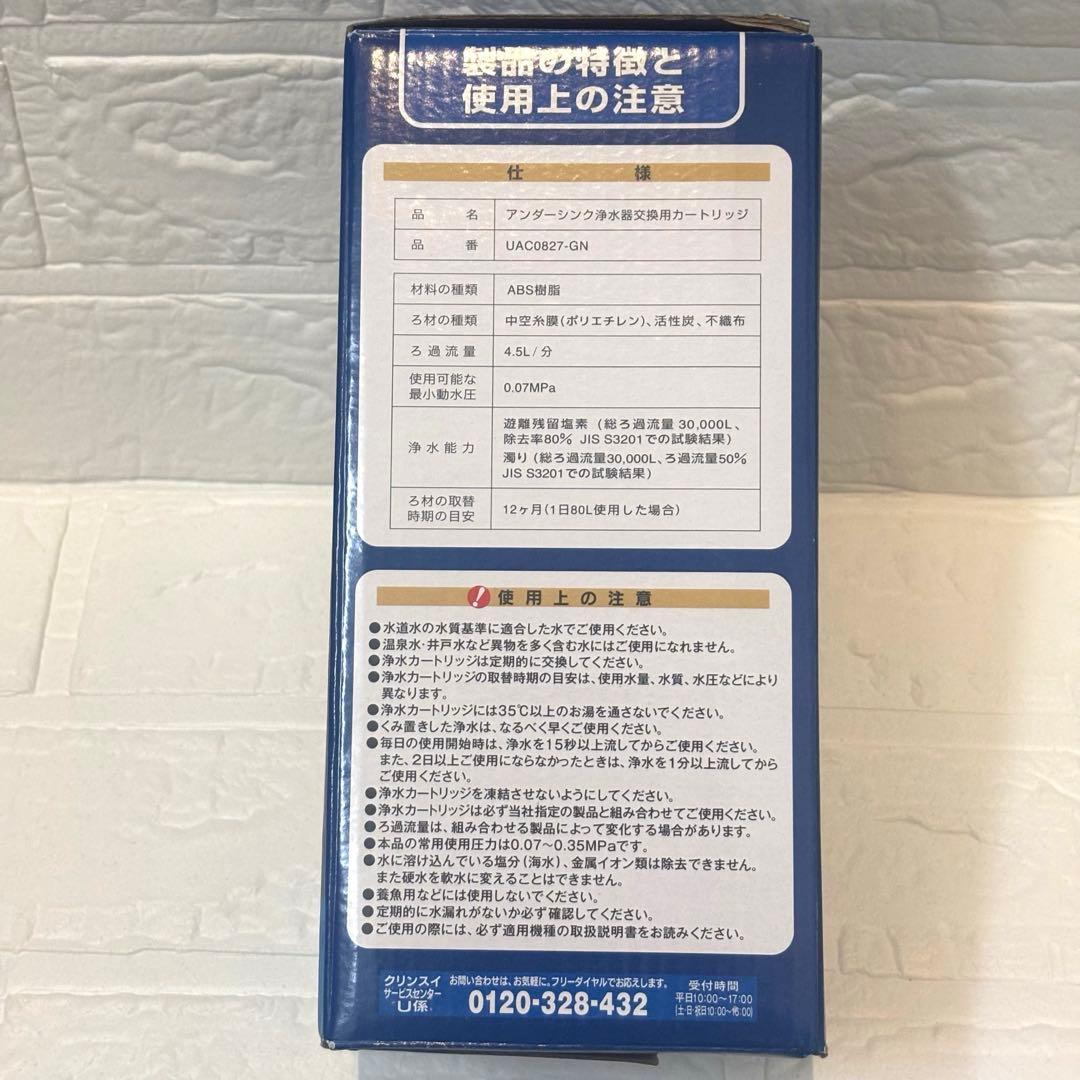 製品の特徴と
使用上の注意
仕様
品名 アンダーシンク浄水器交換用カートリッジ
品番 UAC0827-GN
材料の種類 ABS樹脂
ろ材の種類 中空糸膜(ポリエチレン)、活性炭、不織布
ろ過流量 4.5L/分
使用可能な
最小動水圧 0.07MPa
浄水能力 遊離残留塩素 (総ろ過流量 30,000L、
除去率80% JIS S3201での試験結果)
濁り (総ろ過流量30,000L、ろ過流量50%
JIS S3201での試験結果)
ろ材の取替
時期の目安 12ヶ月(1日80L使用した場合)
使用上の注意
●水道水の水質基準に適合した水でご使用ください。
●温泉水・井戸水など異物を多く含む水にはご使用になれません。
●浄水カートリッジは定期的に交換してください。
●浄水カートリッジの取替時期の目安は、使用水量、水質、水圧などにより
異なります。
●浄水カートリッジには35℃以上のお湯を通さないでください。
●くみ置きした浄水は、なるべく早くご使用ください。
●毎日の使用開始時は、浄水を15秒以上流してからご使用ください。
また、2日以上ご使用にならなかったときは、浄水を1分以上流してから
ご使用ください。
●浄水カートリッジを凍結させないようにしてください。
●浄水カートリッジは必ず当社指定の製品と組み合わせてご使用ください。
●ろ過流量は、組み合わせる製品によって変化する場合があります。
●本品の常用使用圧力は0.07〜0.35MPaです。
●水に溶け込んでいる塩分(海水)、金属イオン類は除去できません。
また硬水を軟水に変えることはできません。
●養魚用などには使用しないでください。
●定期的に水漏れがないか必ず確認してください。
●ご使用の際には、必ず適用機種の取扱説明書をお読みください。
クリンスイ
サービスセンター
"U係"
お問い合わせは、お気軽に。フリーダイヤルでお応えします。
0120-328-432
受付時間
平日10:00〜17:00
(土・日・祝日10:00〜16:00)